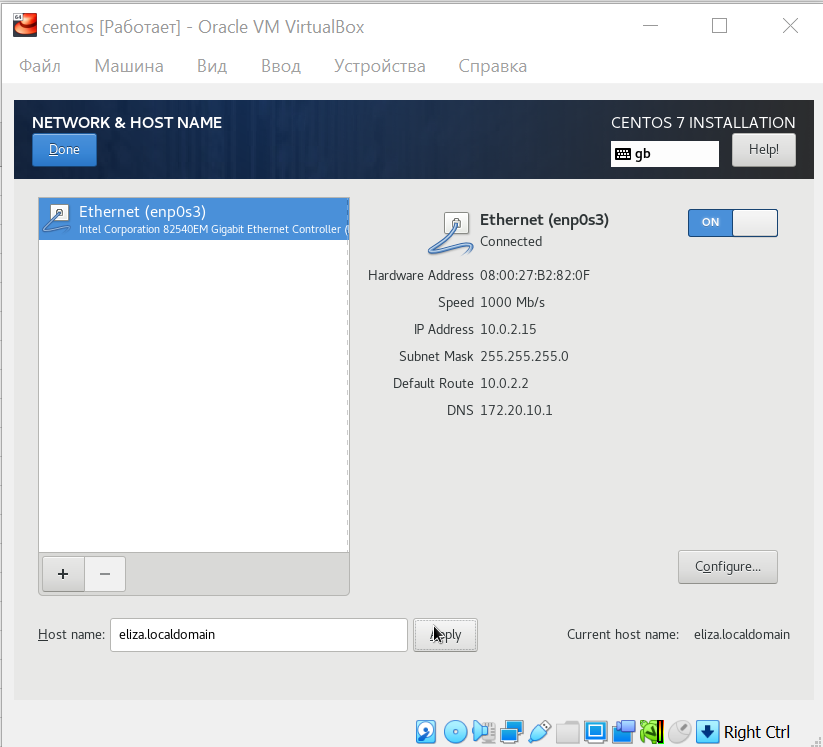 centos [Работает] - Oracle VM VirtualBox
Файл Машина Вид Ввод Устройства Справка
NETWORK & HOST NAME
CENTOS 7 INSTALLATION
Done
gb
Help!
Ethernet (enp0s3)
Intel Corporation 82540EM Gigabit Ethernet Controller (
Ethernet (enp0s3)
Connected
ON
Hardware Address 08:00:27:B2:82:0F
Speed 1000 Mb/s
IP Address 10.0.2.15
Subnet Mask 255.255.255.0
Default Route 10.0.2.2
DNS 172.20.10.1
+ −
Configure...
Host name: eliza.localdomain Apply Current host name: eliza.localdomain
Right Ctrl